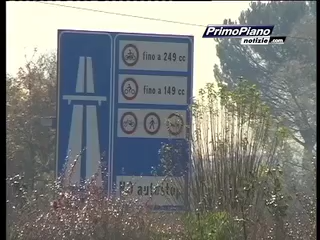 PRIMOPIANO
notizie.com
fino a 249 cc
fino a 149 cc
autostop